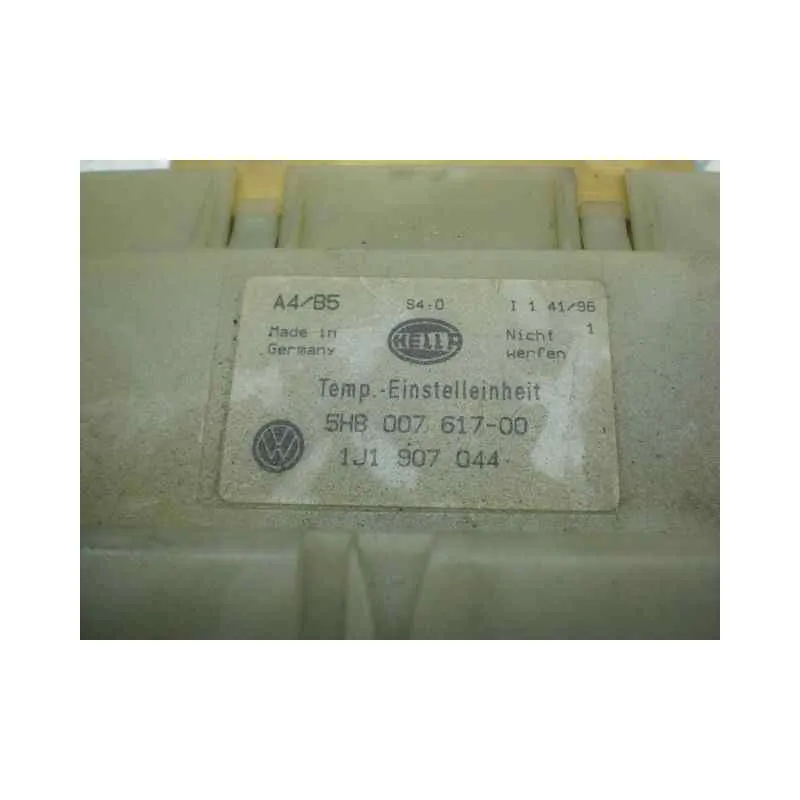 A4/B5 S4.0 I 1 41/96
Made in Germany HELLA Nicht werfen 1
Temp.-Einstelleinheit
5HB 007 617-00
1J1 907 044